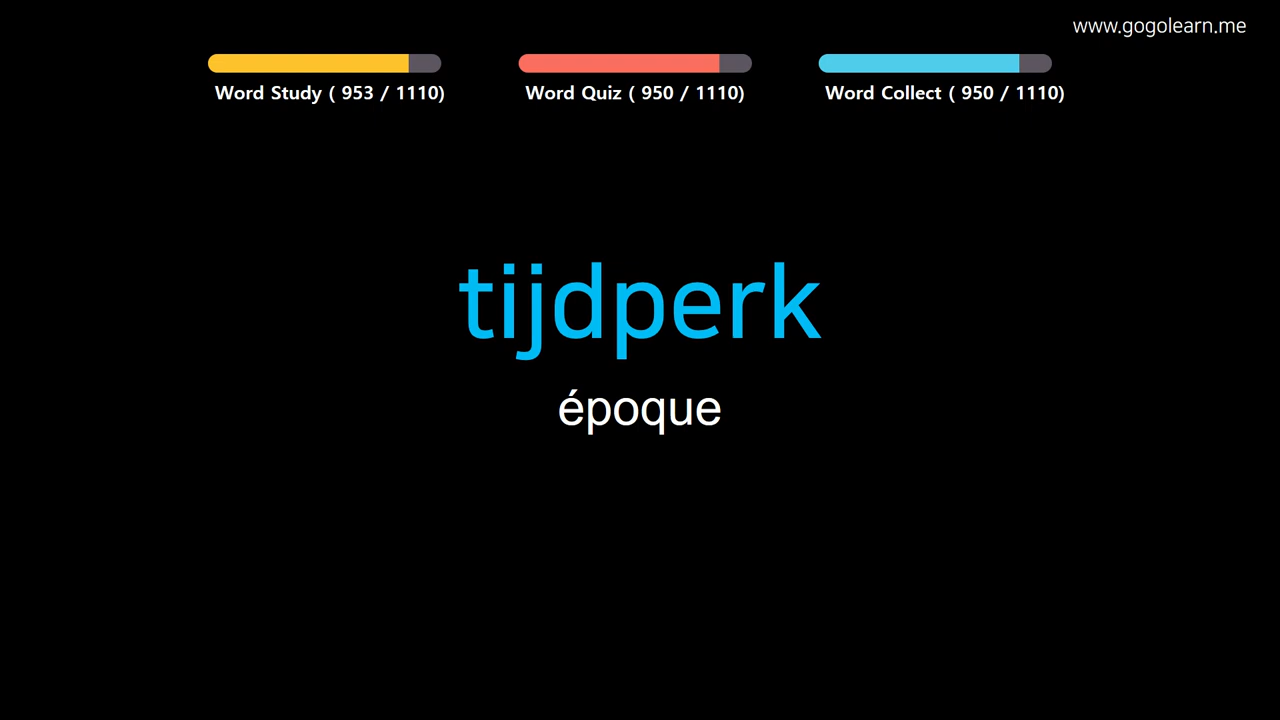 www.gogolearn.me
Word Study ( 953 / 1110)
Word Quiz ( 950 / 1110)
Word Collect ( 950 / 1110)
tijdperk
époque